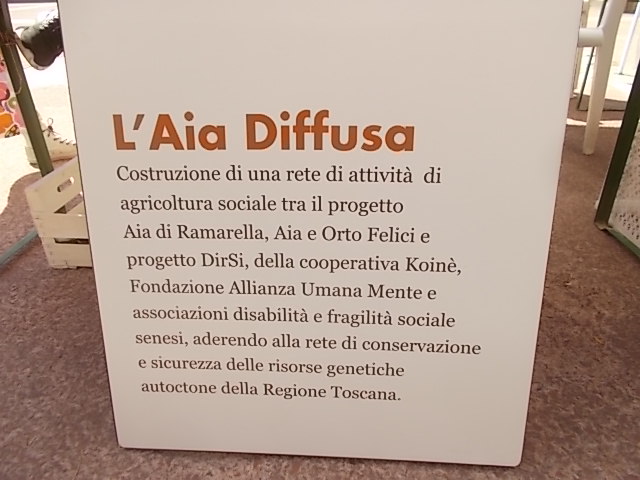 L'Aia Diffusa
Costruzione di una rete di attività di
agricoltura sociale tra il progetto
Aia di Ramarella, Aia e Orto Felici e
progetto DirSi, della cooperativa Koinè,
Fondazione Allianza Umana Mente e
associazioni disabilità e fragilità sociale
senesi, aderendo alla rete di conservazione
e sicurezza delle risorse genetiche
autoctone della Regione Toscana.